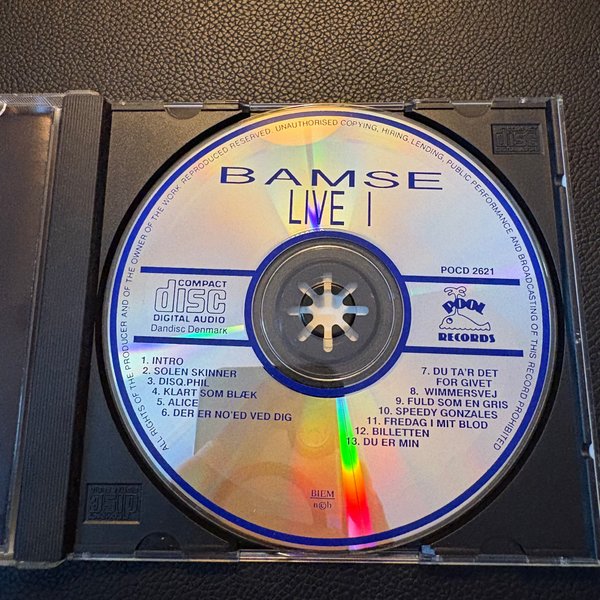 ALL RIGHTS OF THE PRODUCER AND OF THE OWNER OF THE WORK REPRODUCED RESERVED. UNAUTHORISED COPYING, HIRING, LENDING, PUBLIC PERFORMANCE AND BROADCASTING OF THIS RECORD PROHIBITED
BAMSE
LIVE I
POCD 2621
COMPACT
disc
DIGITAL AUDIO
Dandisc Denmark
POOL
RECORDS
1. INTRO
2. SOLEN SKINNER
3. DISQ.PHIL
4. KLART SOM BLÆK
5. ALICE
6. DER ER NO'ED VED DIG
7. DU TA'R DET
FOR GIVET
8. WIMMERSVEJ
9. FULD SOM EN GRIS
10. SPEEDY GONZALES
11. FREDAG I MIT BLOD
12. BILLETTEN
13. DU ER MIN
BIEM
n©b